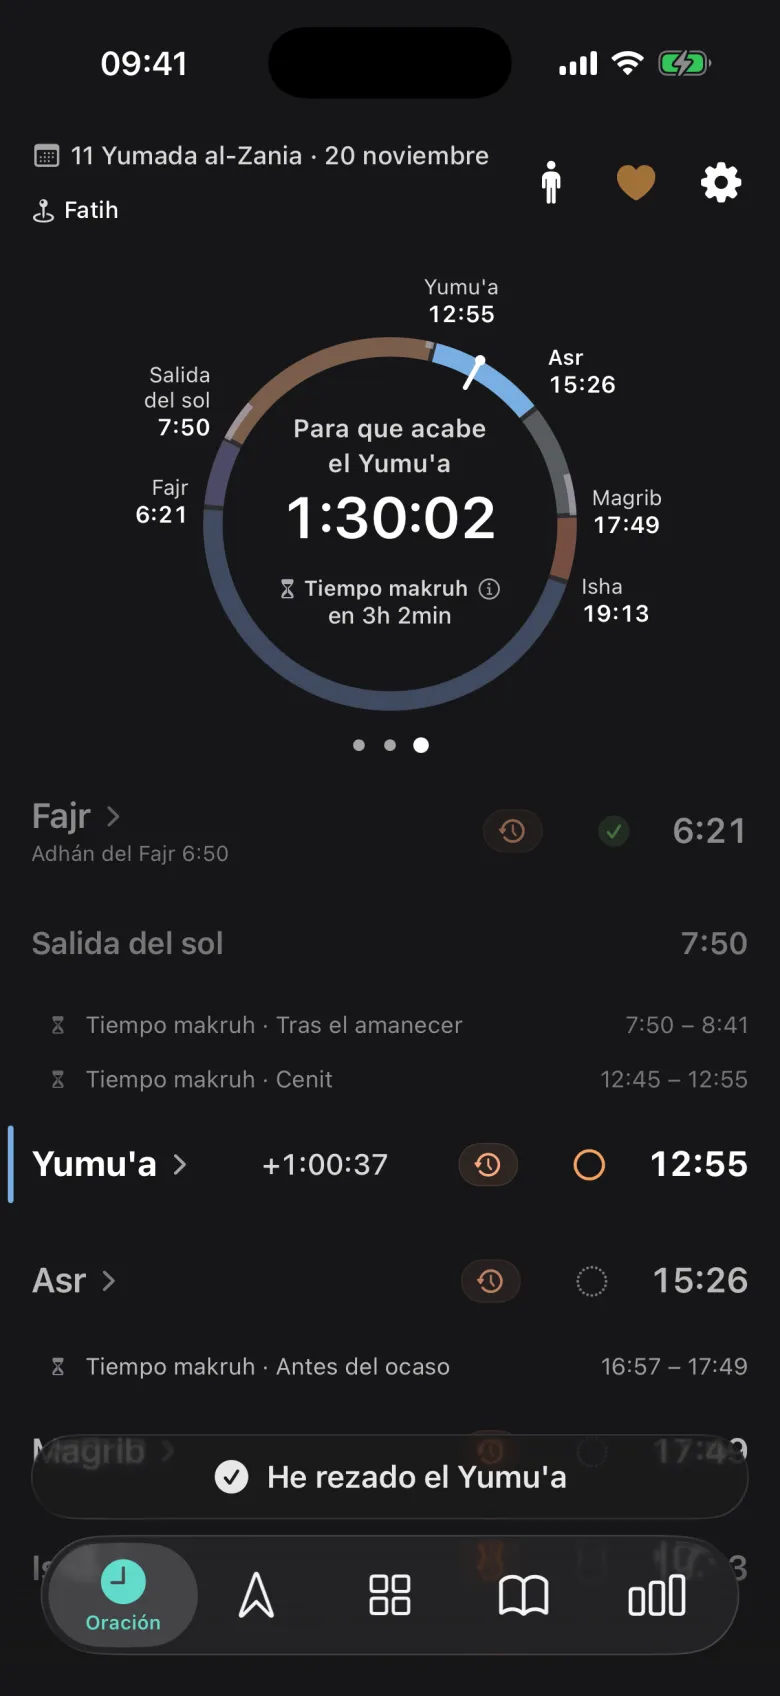 09:41
11 Yumada al-Zania · 20 noviembre
Fatih
Yumu'a
12:55
Asr
15:26
Salida
del sol
7:50
Para que acabe
el Yumu'a
Fajr
6:21
1:30:02
Magrib
17:49
Tiempo makruh
en 3h 2min
Isha
19:13
Fajr
Adhán del Fajr 6:50
6:21
Salida del sol 7:50
Tiempo makruh · Tras el amanecer 7:50 – 8:41
Tiempo makruh · Cenit 12:45 – 12:55
Yumu'a +1:00:37 12:55
Asr 15:26
Tiempo makruh · Antes del ocaso 16:57 – 17:49
Magrib 17:49
He rezado el Yumu'a
Oración